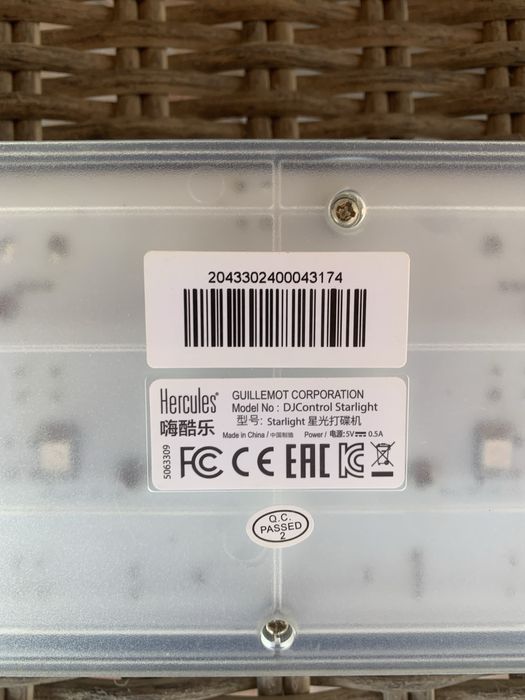 2043302400043174
Hercules®
嗨酷乐
GUILLEMOT CORPORATION
Model No : DJControl Starlight
型号: Starlight 星光打碟机
Made in China / 中国制造 Power / 电源: 5V⎓ 0.5A
5063309
FC CE EAC
Q.C.
PASSED
2